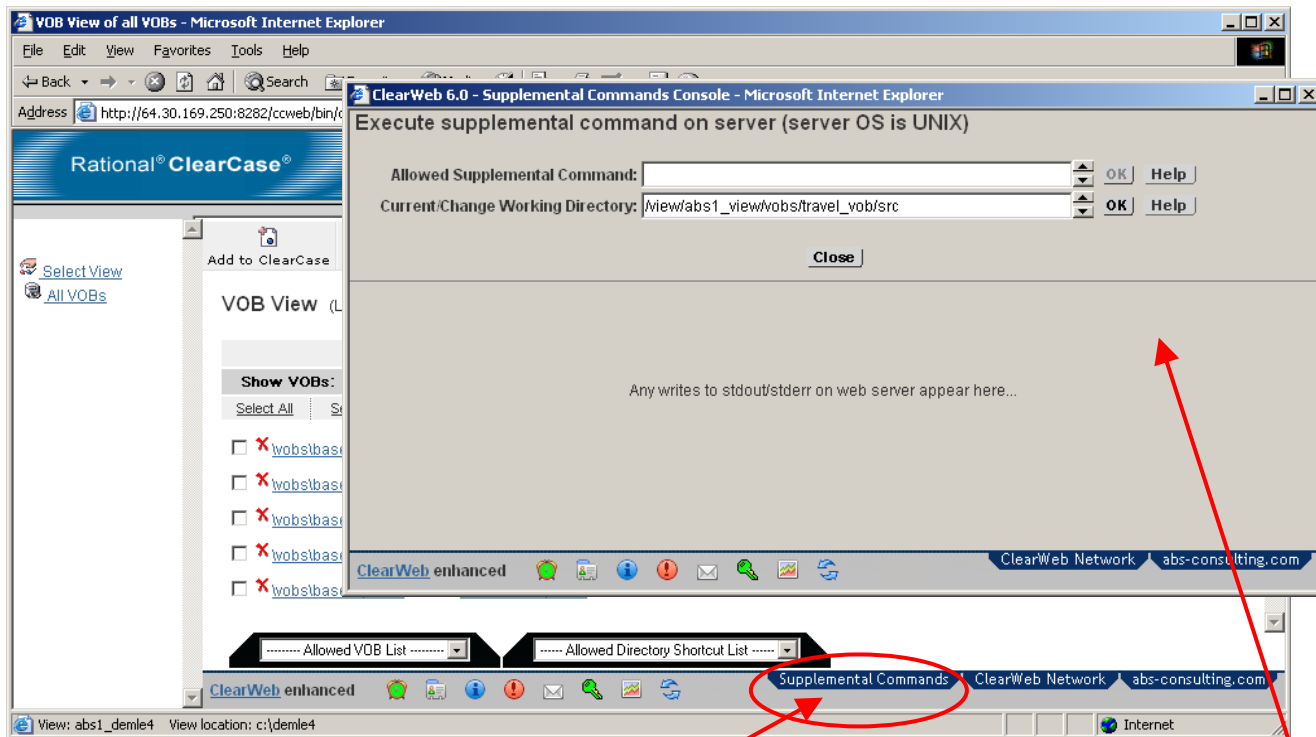 VOB View of all VOBs - Microsoft Internet Explorer
File Edit View Favorites Tools Help
Back Search
Address http://64.30.169.250:8282/ccweb/bin/c
Rational® ClearCase®
Select View
All VOBs
Add to ClearCase
VOB View (L
Show VOBs:
Select All Se
\vobs\base
\vobs\base
\vobs\base
\vobs\base
\vobs\base
-------- Allowed VOB List --------- ------ Allowed Directory Shortcut List ------
ClearWeb enhanced Supplemental Commands ClearWeb Network abs-consulting.com
View: abs1_demle4 View location: c:\demle4 Internet
ClearWeb 6.0 - Supplemental Commands Console - Microsoft Internet Explorer
Execute supplemental command on server (server OS is UNIX)
Allowed Supplemental Command: OK Help
Current/Change Working Directory: /view/abs1_view/vobs/travel_vob/src OK Help
Close
Any writes to stdout/stderr on web server appear here...
ClearWeb enhanced ClearWeb Network abs-consulting.com